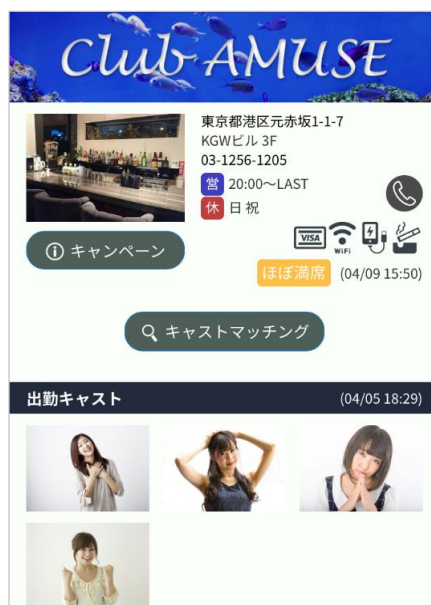 Club AMUSE
東京都港区元赤坂1-1-7
KGWビル 3F
03-1256-1205
営 20:00〜LAST
休 日 祝
キャンペーン
VISA
WiFi
ほぼ満席 (04/09 15:50)
キャストマッチング
出勤キャスト (04/05 18:29)